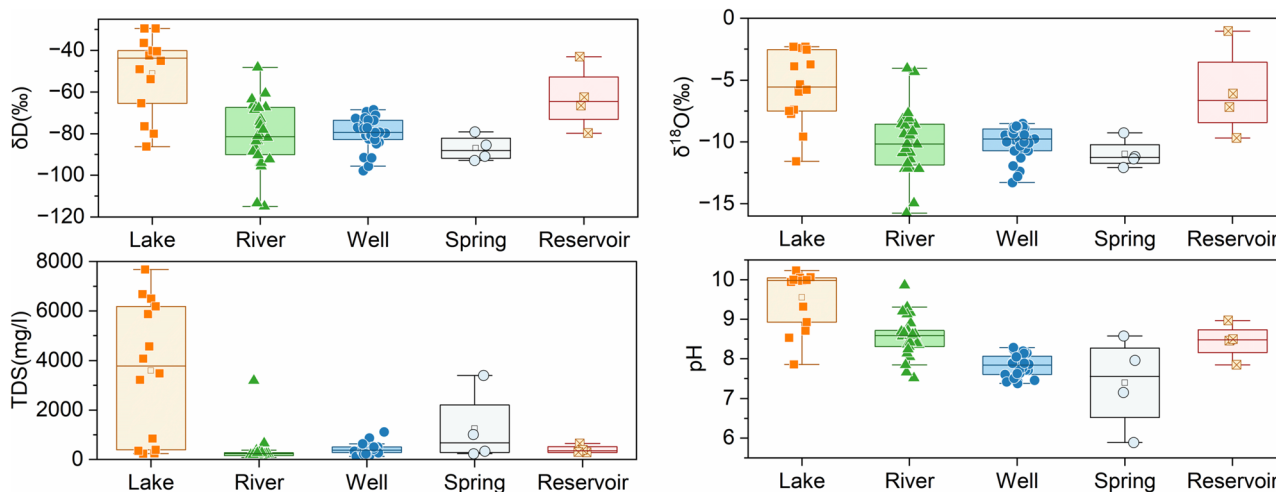 δD(‰)
−40
−60
−80
−100
−120
Lake River Well Spring Reservoir
δ¹⁸O(‰)
0
−5
−10
−15
Lake River Well Spring Reservoir
TDS(mg/l)
8000
6000
4000
2000
0
Lake River Well Spring Reservoir
pH
10
9
8
7
6
Lake River Well Spring Reservoir